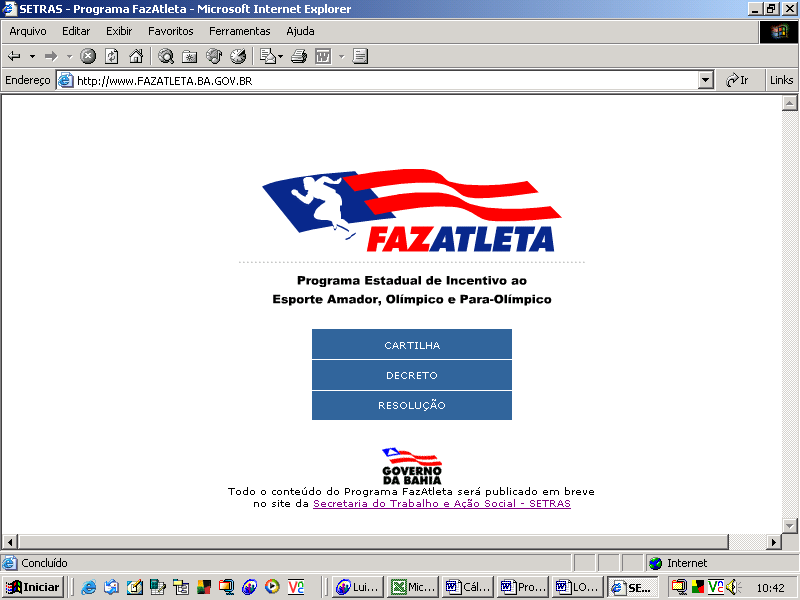 SETRAS - Programa FazAtleta - Microsoft Internet Explorer
Arquivo Editar Exibir Favoritos Ferramentas Ajuda
Endereço http://www.FAZATLETA.BA.GOV.BR Ir Links
FAZATLETA
Programa Estadual de Incentivo ao
Esporte Amador, Olímpico e Para-Olímpico
CARTILHA
DECRETO
RESOLUÇÃO
GOVERNO
DA BAHIA
Todo o conteúdo do Programa FazAtleta será publicado em breve
no site da Secretaria do Trabalho e Ação Social - SETRAS
Concluído Internet
Iniciar Lui... Mic... Cál... Pro... LO... SE... 10:42